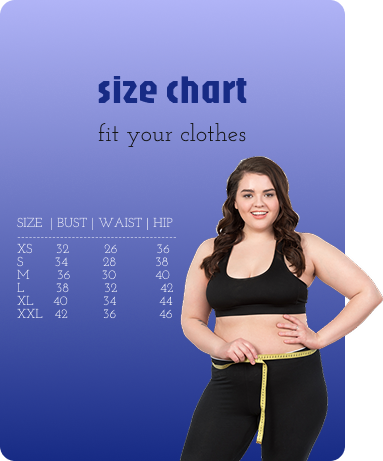 size chart
fit your clothes
SIZE | BUST | WAIST | HIP
--------------------------------
XS 32 26 36
S 34 28 38
M 36 30 40
L 38 32 42
XL 40 34 44
XXL 42 36 46